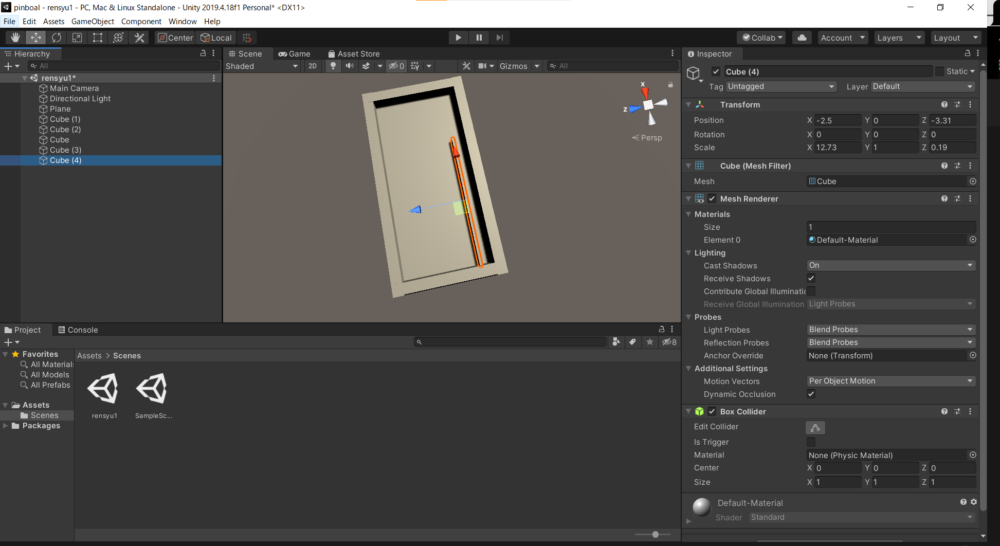 pinboal - rensyu1 - PC, Mac & Linux Standalone - Unity 2019.4.18f1 Personal* <DX11>
File Edit Assets GameObject Component Window Help
Center Local Collab Account Layers Layout
Hierarchy
All
rensyu1*
Main Camera
Directional Light
Plane
Cube (1)
Cube (2)
Cube
Cube (3)
Cube (4)
Scene Game Asset Store
Shaded 2D 0 Gizmos All
x
z
Persp
Project Console
8
Favorites
All Materials
All Models
All Prefabs
Assets
Scenes
Packages
Assets > Scenes
rensyu1 SampleSc...
Inspector
Cube (4) Static
Tag Untagged Layer Default
Transform
Position X -2.5 Y 0 Z -3.31
Rotation X 0 Y 0 Z 0
Scale X 12.73 Y 1 Z 0.19
Cube (Mesh Filter)
Mesh Cube
Mesh Renderer
Materials
Size 1
Element 0 Default-Material
Lighting
Cast Shadows On
Receive Shadows
Contribute Global Illuminatic
Receive Global Illumination Light Probes
Probes
Light Probes Blend Probes
Reflection Probes Blend Probes
Anchor Override None (Transform)
Additional Settings
Motion Vectors Per Object Motion
Dynamic Occlusion
Box Collider
Edit Collider
Is Trigger
Material None (Physic Material)
Center X 0 Y 0 Z 0
Size X 1 Y 1 Z 1
Default-Material
Shader Standard